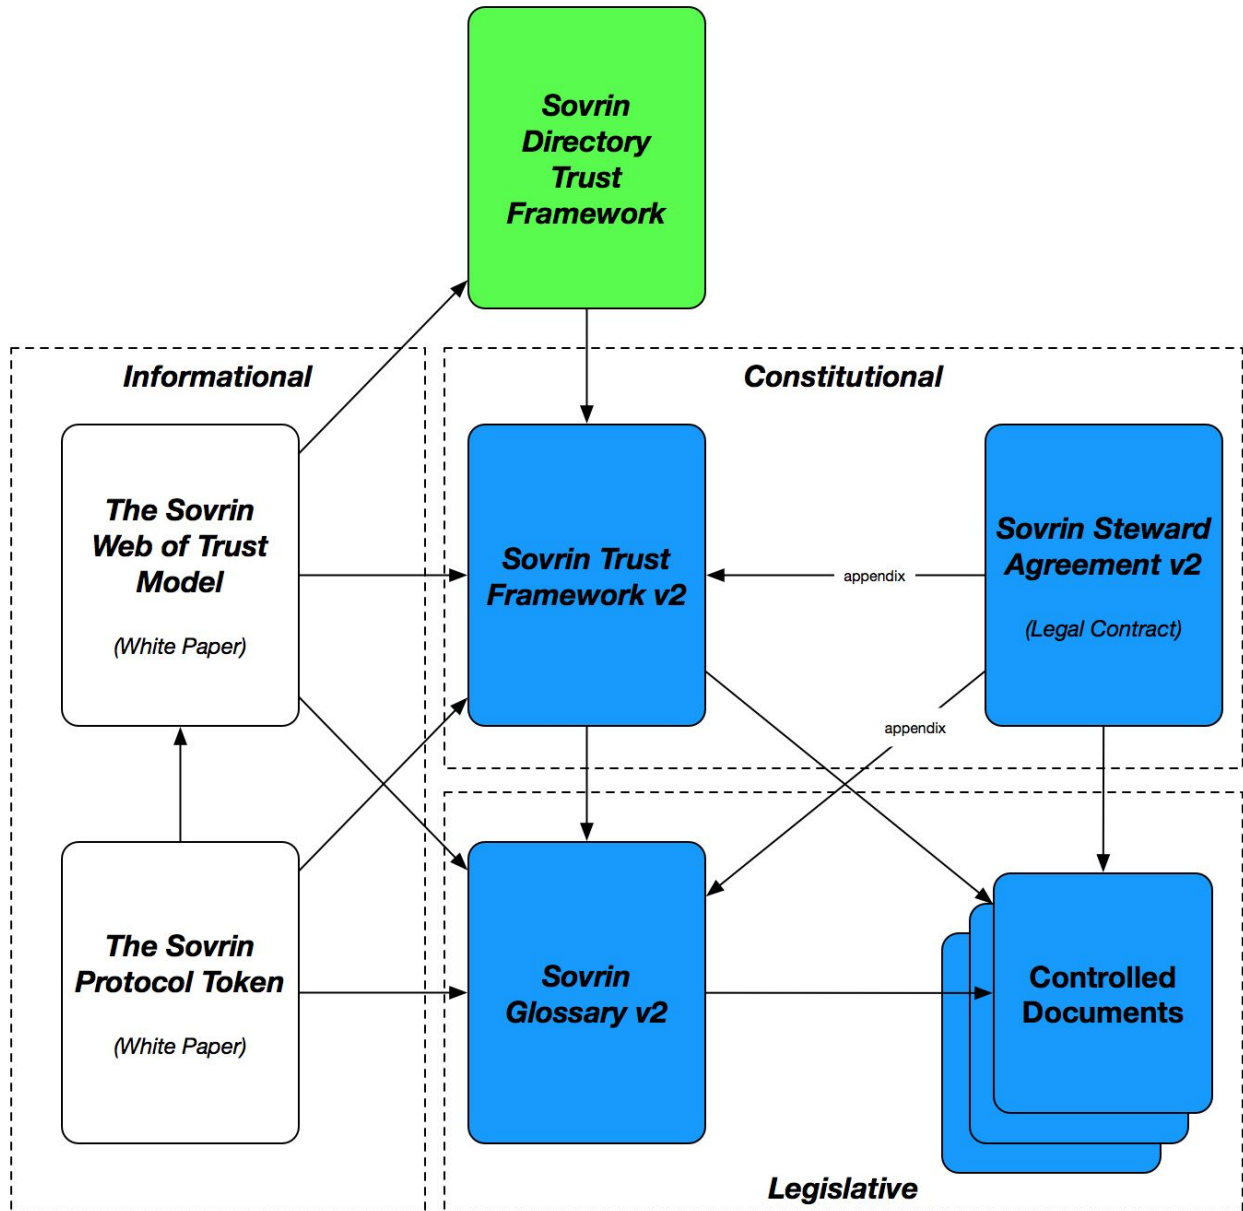 Sovrin
Directory
Trust
Framework
Informational
Constitutional
The Sovrin
Web of Trust
Model
(White Paper)
Sovrin Trust
Framework v2
appendix
Sovrin Steward
Agreement v2
(Legal Contract)
appendix
The Sovrin
Protocol Token
(White Paper)
Sovrin
Glossary v2
Controlled
Documents
Legislative